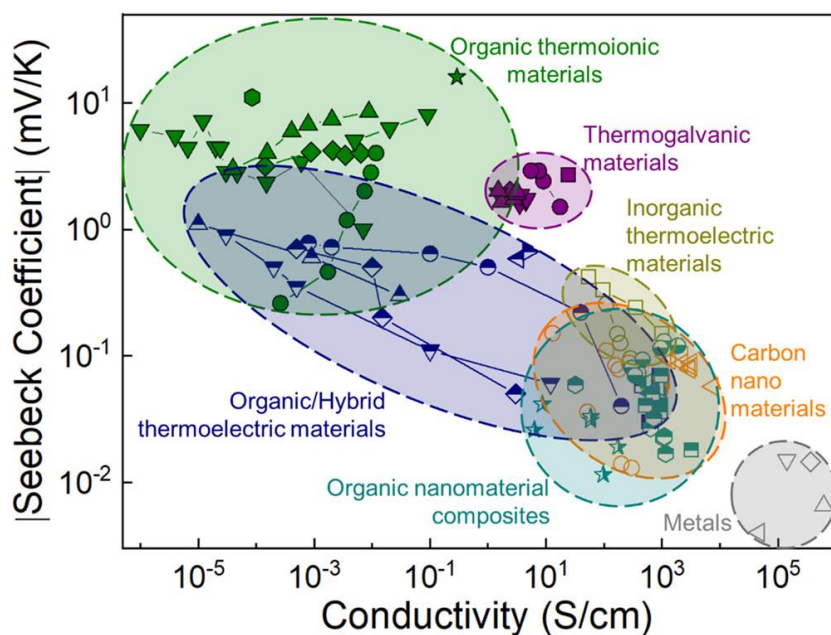 Organic thermoionic
materials
Thermogalvanic
materials
Inorganic
thermoelectric
materials
Carbon
nano
materials
Organic/Hybrid
thermoelectric materials
Organic nanomaterial
composites
Metals
|Seebeck Coefficient| (mV/K)
10^1
10^0
10^-1
10^-2
10^-5 10^-3 10^-1 10^1 10^3 10^5
Conductivity (S/cm)